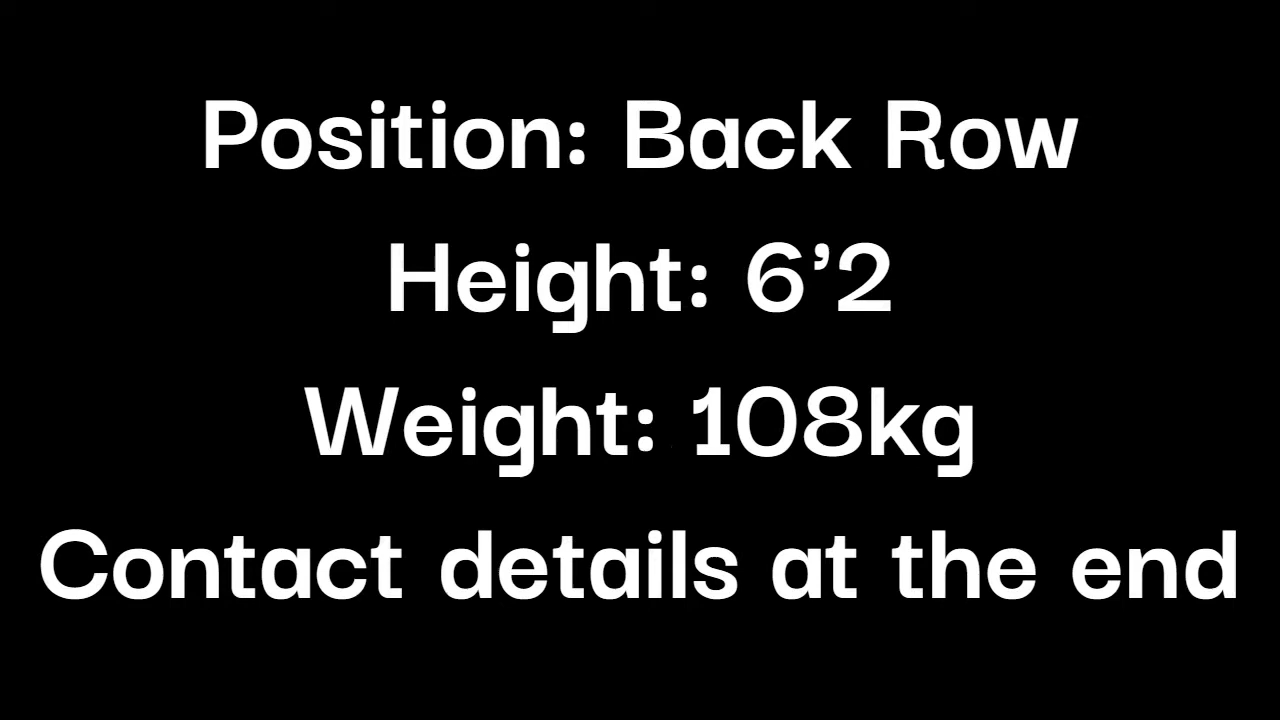 Position: Back Row
Height: 6’2
Weight: 108kg
Contact details at the end